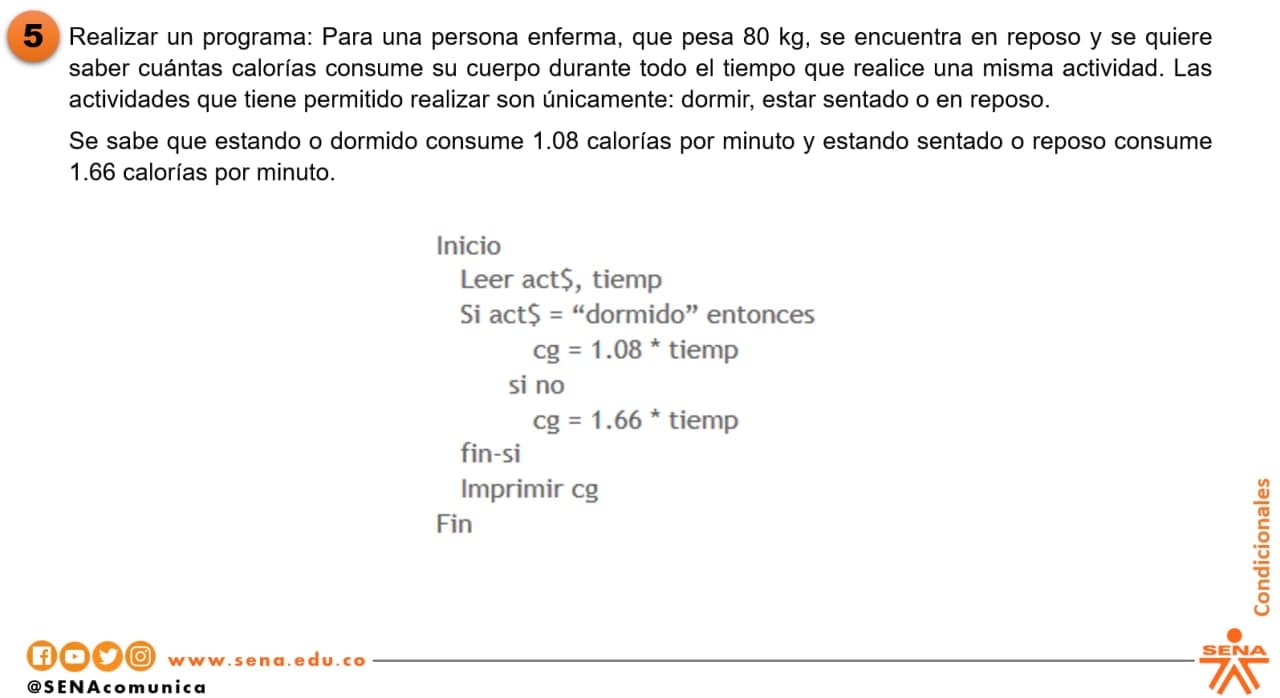 5
Realizar un programa: Para una persona enferma, que pesa 80 kg, se encuentra en reposo y se quiere
saber cuántas calorías consume su cuerpo durante todo el tiempo que realice una misma actividad. Las
actividades que tiene permitido realizar son únicamente: dormir, estar sentado o en reposo.
Se sabe que estando o dormido consume 1.08 calorías por minuto y estando sentado o reposo consume
1.66 calorías por minuto.
Inicio
Leer act$, tiemp
Si act$ = “dormido” entonces
cg = 1.08 * tiemp
si no
cg = 1.66 * tiemp
fin-si
Imprimir cg
Fin
Condicionales
www.sena.edu.co
@SENAcomunica
SENA